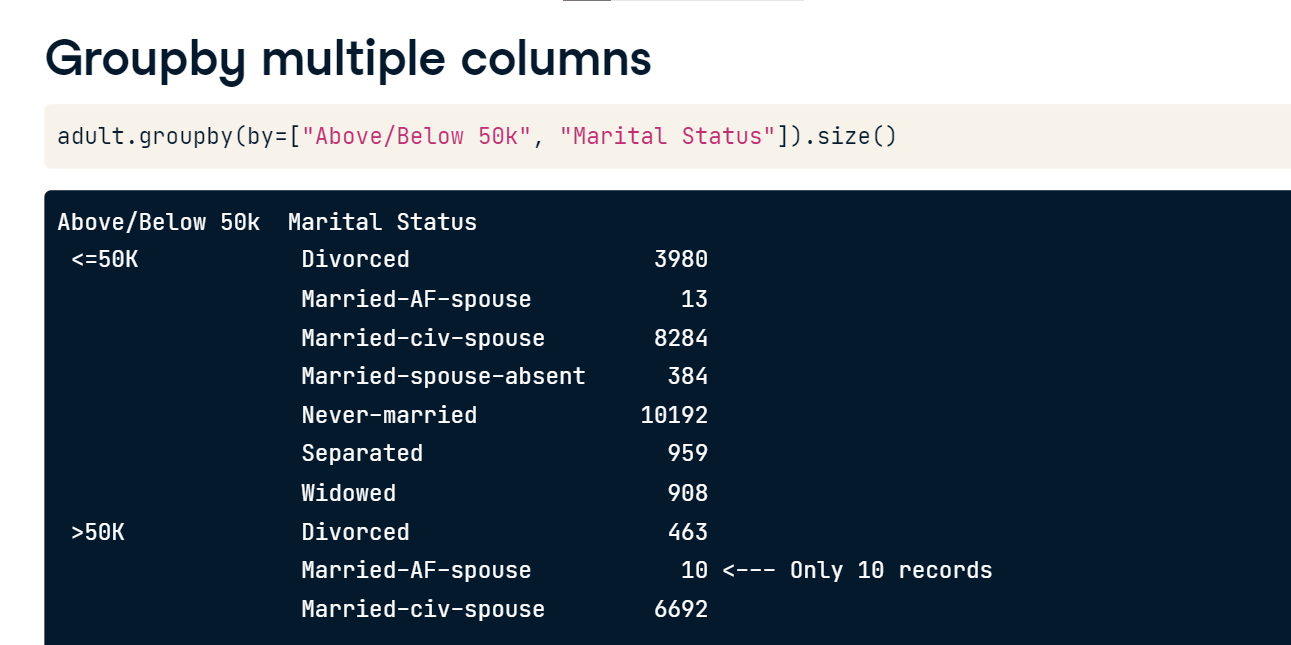 Groupby multiple columns
adult.groupby(by=["Above/Below 50k", "Marital Status"]).size()
Above/Below 50k  Marital Status
 <=50K            Divorced                  3980
                  Married-AF-spouse           13
                  Married-civ-spouse        8284
                  Married-spouse-absent      384
                  Never-married            10192
                  Separated                  959
                  Widowed                    908
 >50K             Divorced                   463
                  Married-AF-spouse           10 <--- Only 10 records
                  Married-civ-spouse        6692